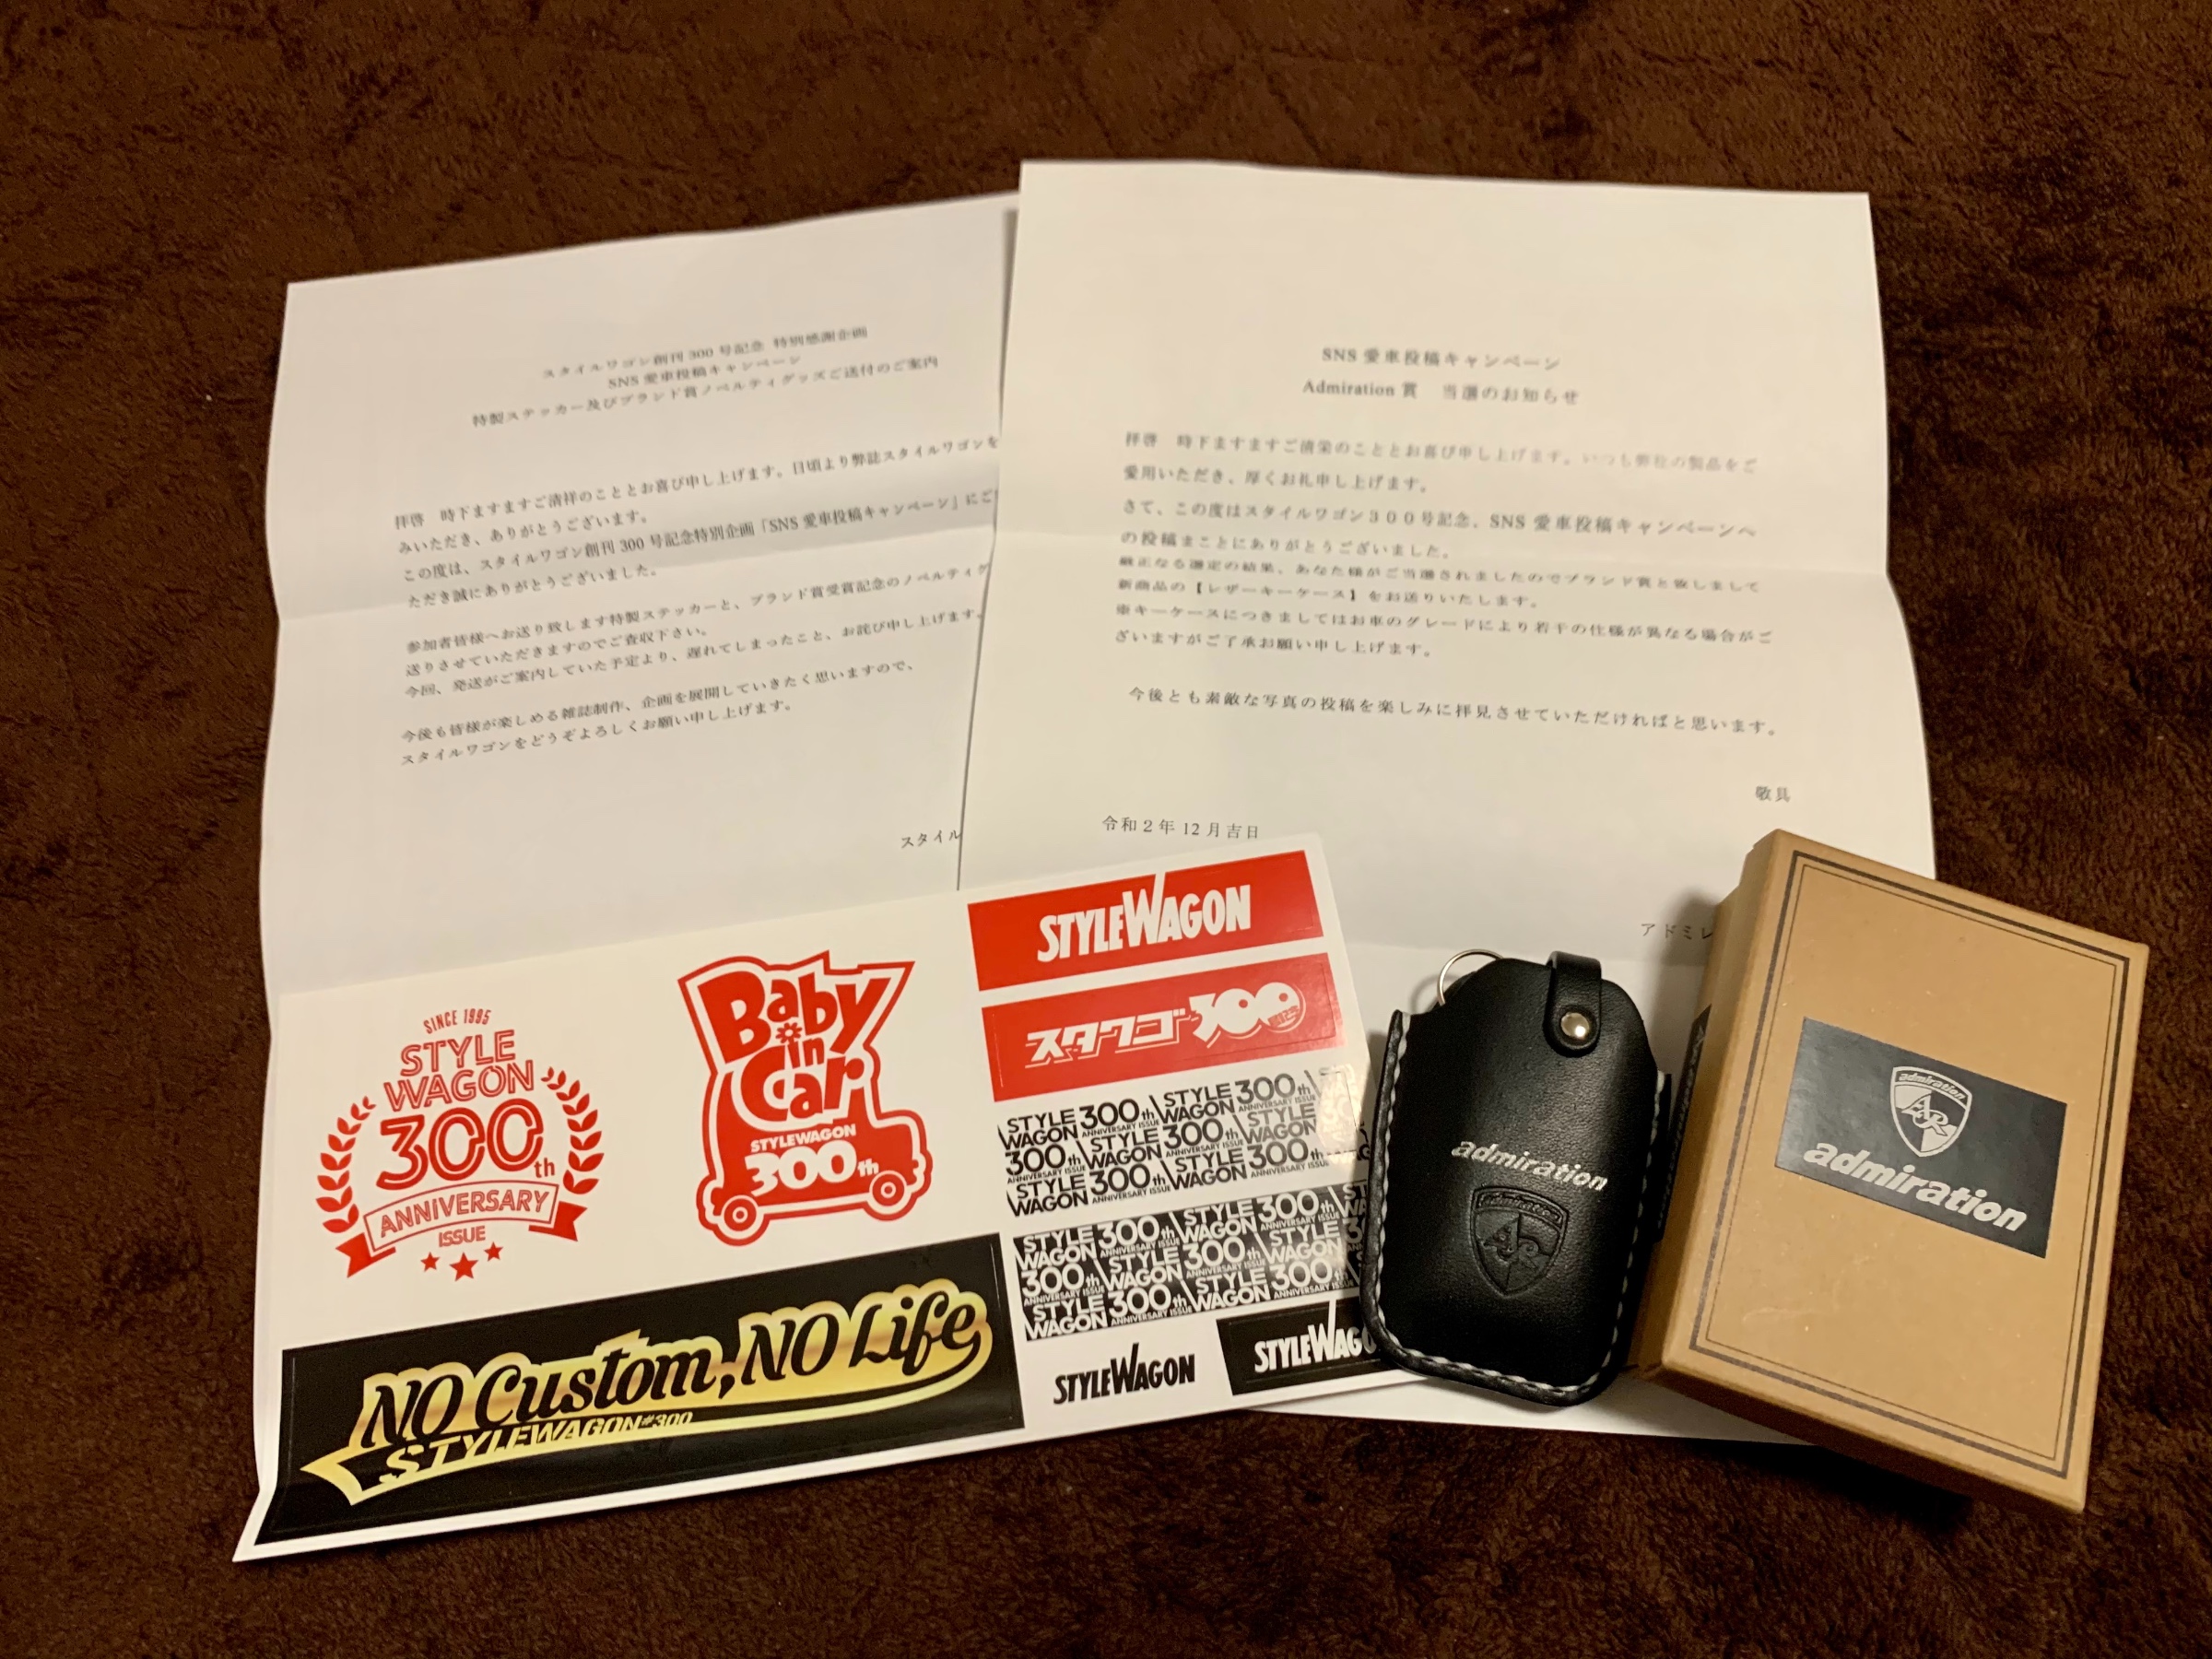 スタイルワゴン創刊 300 号記念 特別感謝企画
SNS 愛車投稿キャンペーン
特製ステッカー及びブランド賞ノベルティグッズご送付のご案内
拝啓　時下ますますご清祥のこととお喜び申し上げます。日頃より弊誌スタイルワゴンを
みいただき、ありがとうございます。
この度は、スタイルワゴン創刊 300 号記念特別企画「SNS 愛車投稿キャンペーン」にご
ただき誠にありがとうございました。
参加者皆様へお送り致します特製ステッカーと、ブランド賞受賞記念のノベルティグ
送りさせていただきますのでご査収下さい。
今回、発送がご案内していた予定より、遅れてしまったこと、お詫び申し上げます。
今後も皆様が楽しめる雑誌制作、企画を展開していきたく思いますので、
スタイルワゴンをどうぞよろしくお願い申し上げます。
スタイル
SNS 愛車投稿キャンペーン
Admiration 賞　当選のお知らせ
拝啓　時下ますますご清栄のこととお喜び申し上げます。いつも弊社の製品をご
愛用いただき、厚くお礼申し上げます。
さて、この度はスタイルワゴン３００号記念、SNS 愛車投稿キャンペーンへ
の投稿まことにありがとうございました。
厳正なる選定の結果、あなた様がご当選されましたのでブランド賞と致しまして
新商品の【レザーキーケース】をお送りいたします。
※キーケースにつきましてはお車のグレードにより若干の仕様が異なる場合がご
ざいますがご了承お願い申し上げます。
今後とも素敵な写真の投稿を楽しみに拝見させていただければと思います。
敬具
令和２年 12 月吉日
アドミレ
SINCE 1995
STYLE
WAGON
300th
ANNIVERSARY
ISSUE
Baby
in
Car
STYLEWAGON
300th
STYLEWAGON
スタワゴ300
STYLE WAGON 300th ANNIVERSARY ISSUE
STYLE WAGON 300th ANNIVERSARY ISSUE
NO Custom, NO Life
STYLEWAGON#300
STYLEWAGON
STYLEWAGO
admiration
admiration
AR
admiration
AR
admiration